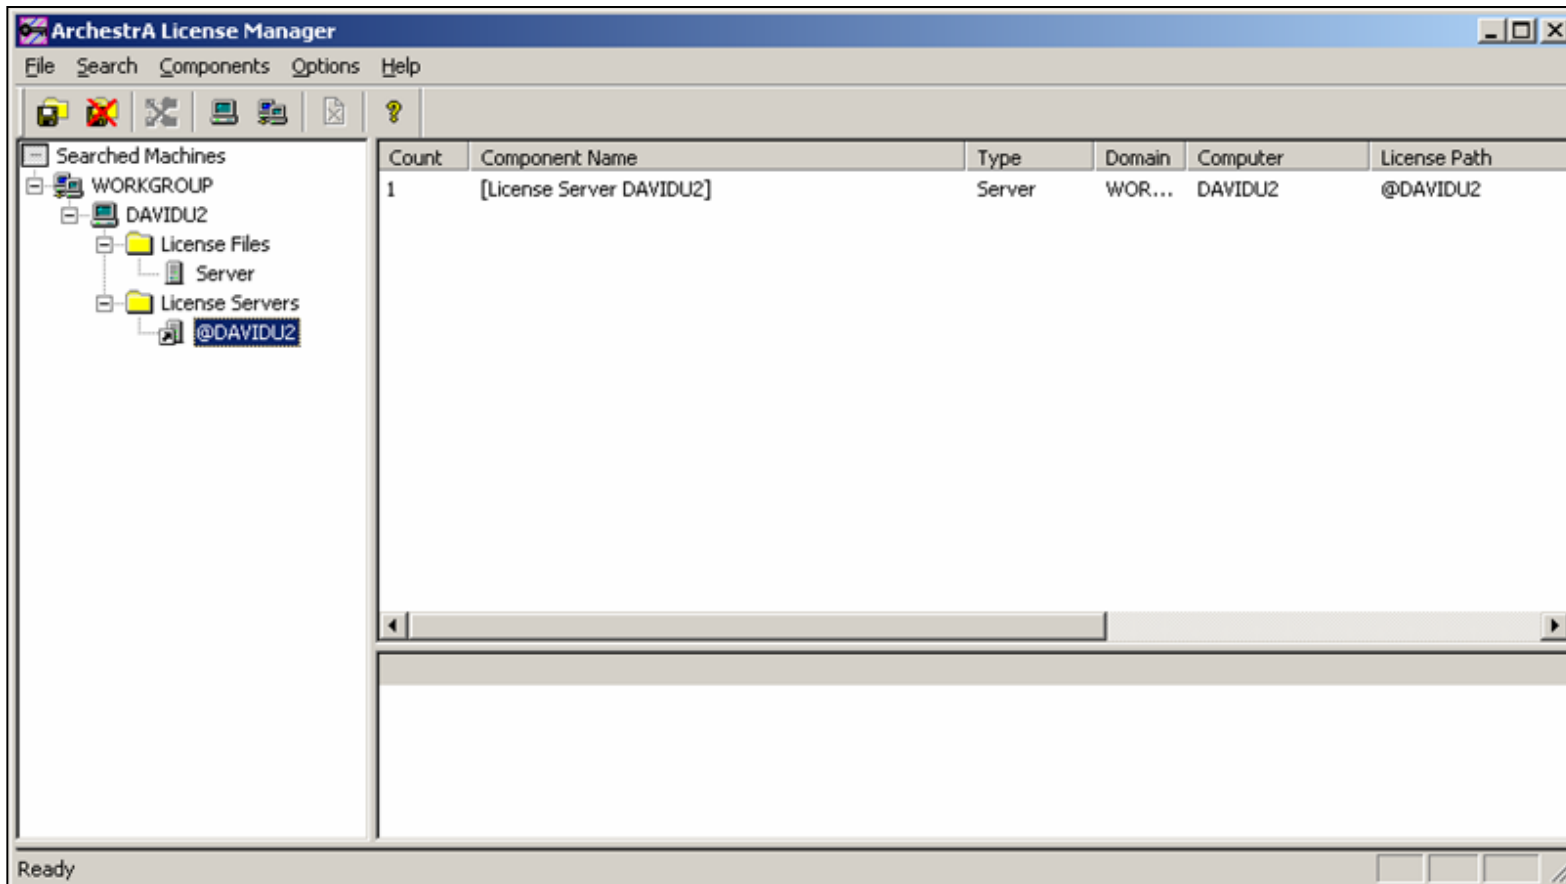 ArchestrA License Manager
File Search Components Options Help
Searched Machines
WORKGROUP
DAVIDU2
License Files
Server
License Servers
@DAVIDU2
Count Component Name Type Domain Computer License Path
1 [License Server DAVIDU2] Server WOR... DAVIDU2 @DAVIDU2
Ready